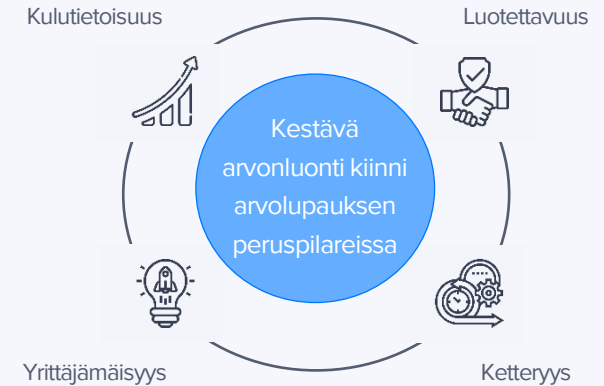 Kulutietoisuus
Luotettavuus
Kestävä
arvonluonti kiinni
arvolupauksen
peruspilareissa
Yrittäjämäisyys
Ketteryys